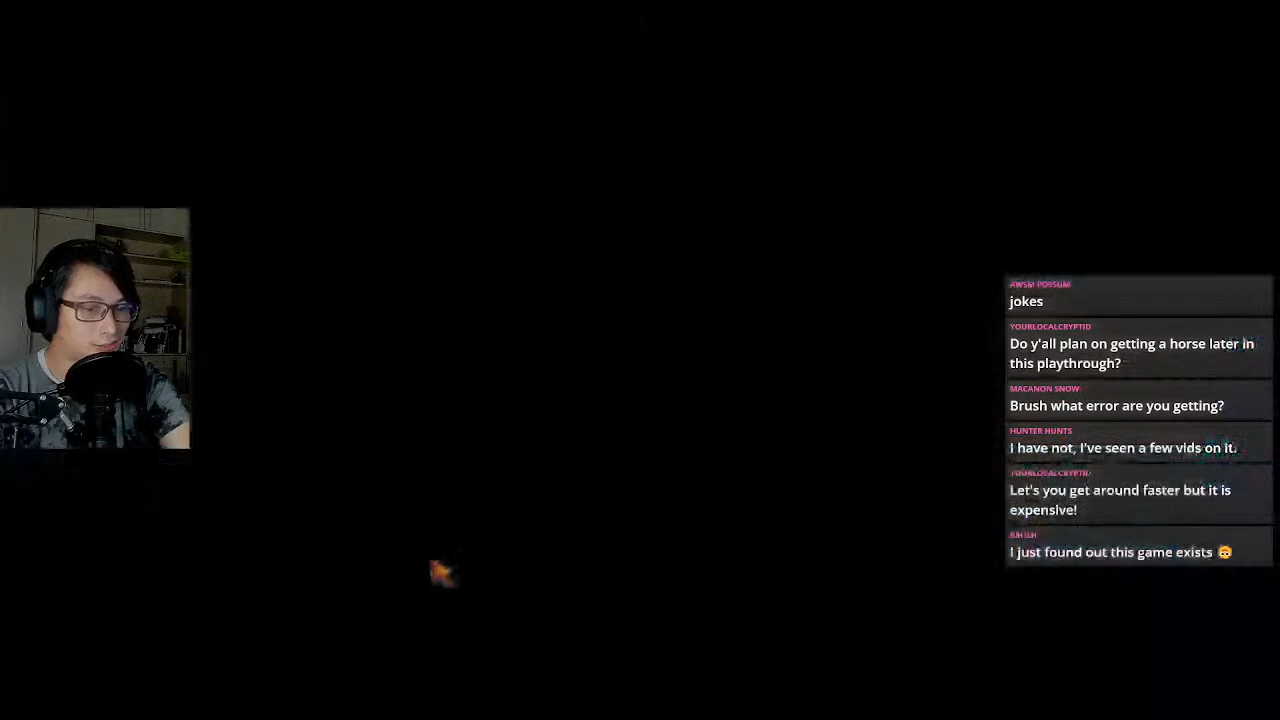 AWSM POSSUM
jokes
YOURLOCALCRYPTID
Do y'all plan on getting a horse later in
this playthrough?
MACANON SNOW
Brush what error are you getting?
HUNTER HUNTS
I have not, I've seen a few vids on it.
YOURLOCALCRYPTID
Let's you get around faster but it is
expensive!
I just found out this game exists 🙃